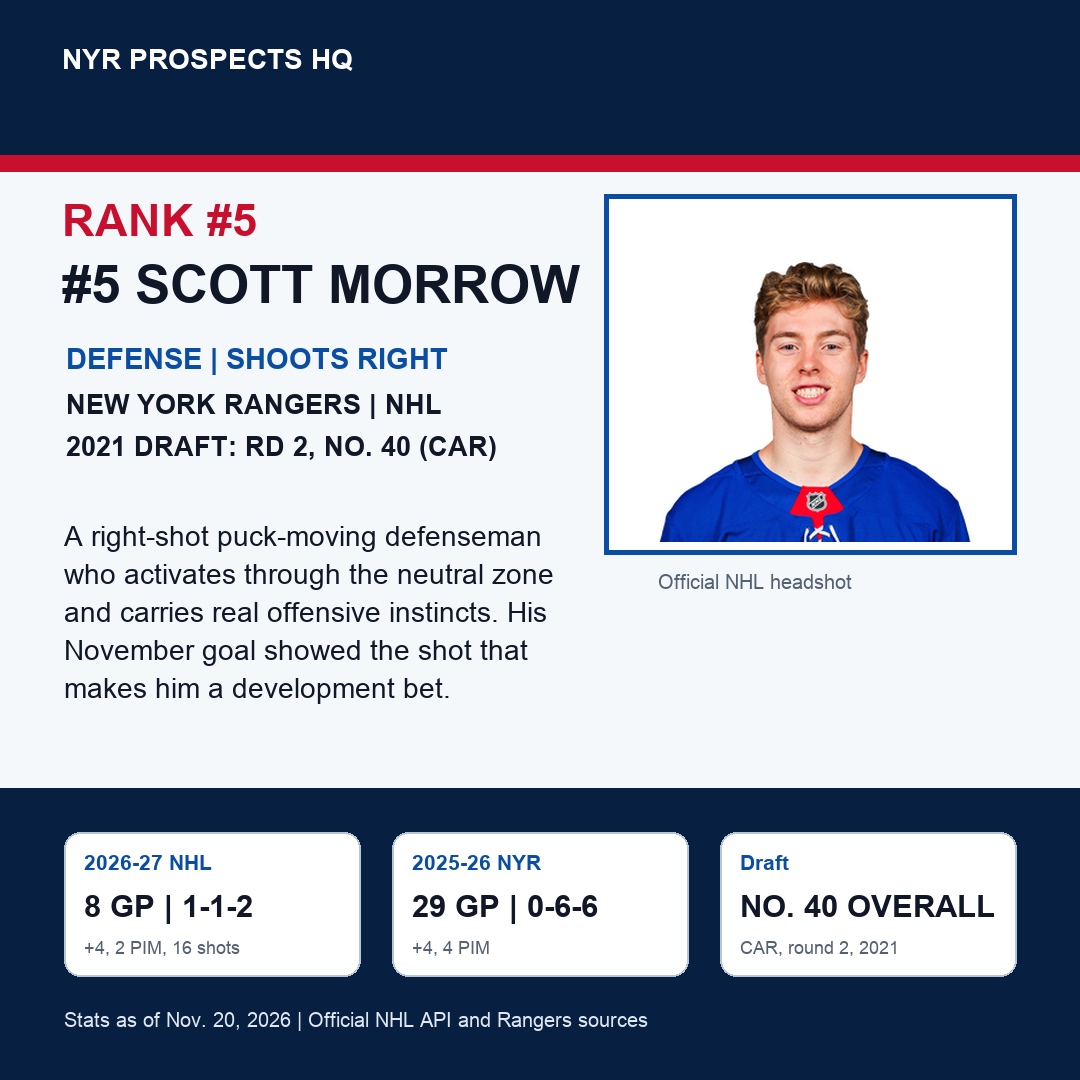 NYR PROSPECTS HQ
RANK #5
#5 SCOTT MORROW
DEFENSE | SHOOTS RIGHT
NEW YORK RANGERS | NHL
2021 DRAFT: RD 2, NO. 40 (CAR)
A right-shot puck-moving defenseman
who activates through the neutral zone
and carries real offensive instincts. His
November goal showed the shot that
makes him a development bet.
Official NHL headshot
2026-27 NHL
8 GP | 1-1-2
+4, 2 PIM, 16 shots
2025-26 NYR
29 GP | 0-6-6
+4, 4 PIM
Draft
NO. 40 OVERALL
CAR, round 2, 2021
Stats as of Nov. 20, 2026 | Official NHL API and Rangers sources